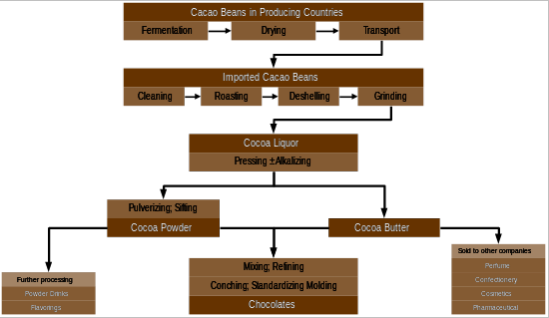 Cacao Beans in Producing Countries
Fermentation
Drying
Transport
Imported Cacao Beans
Cleaning
Roasting
Deshelling
Grinding
Cocoa Liquor
Pressing ±Alkalizing
Pulverizing; Sifting
Cocoa Powder
Cocoa Butter
Further processing
Powder Drinks
Flavorings
Mixing; Refining
Conching; Standardizing Molding
Chocolates
Sold to other companies
Perfume
Confectionery
Cosmetics
Pharmaceutical